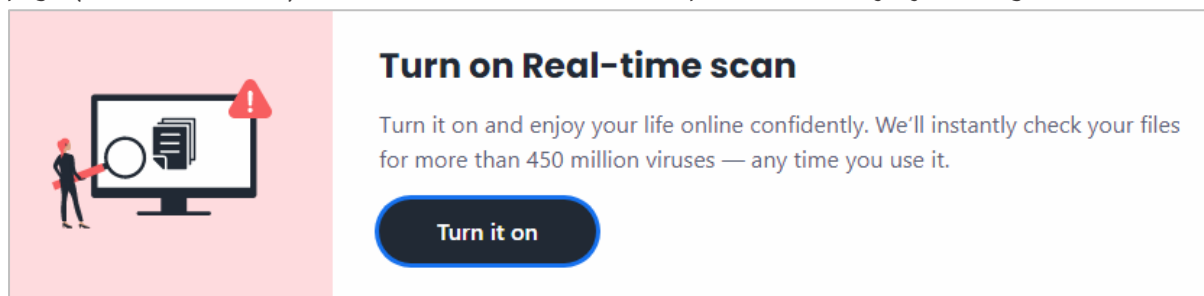 Turn on Real-time scan
Turn it on and enjoy your life online confidently. We'll instantly check your files
for more than 450 million viruses — any time you use it.
Turn it on